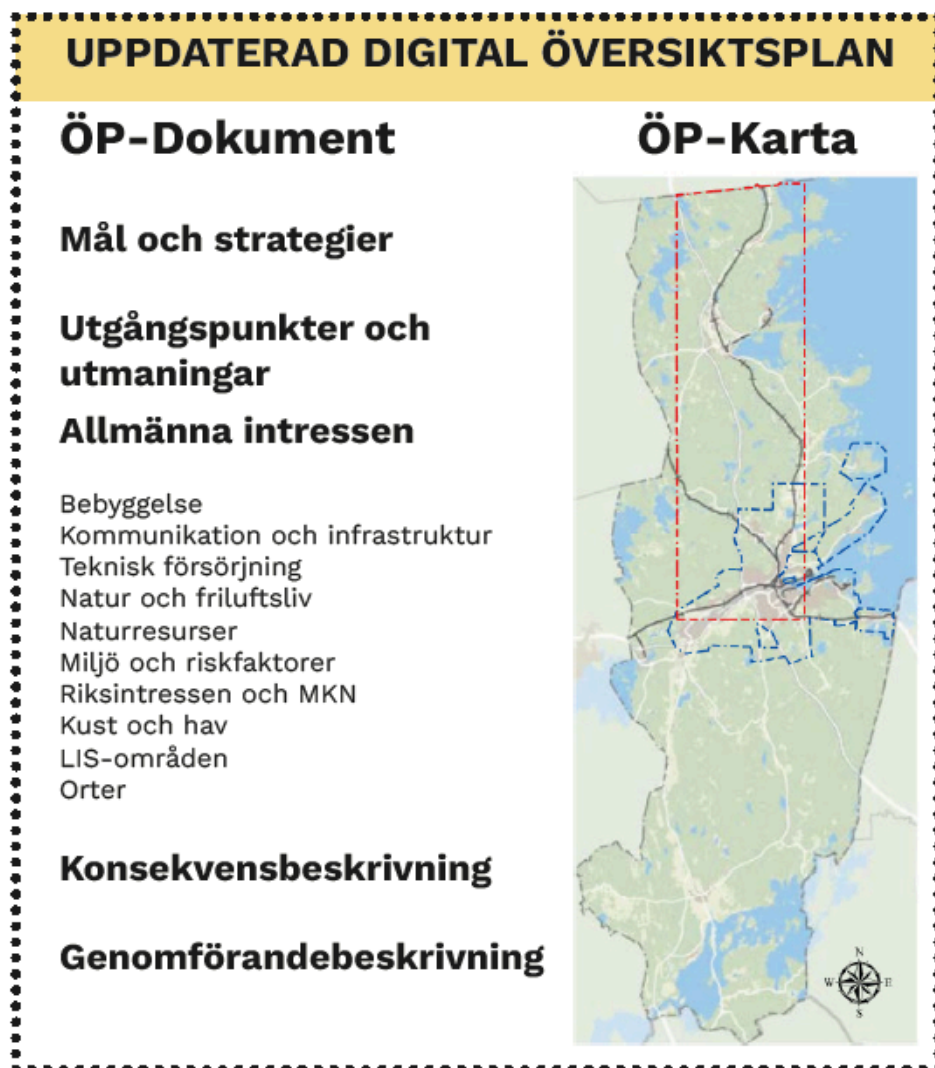 UPPDATERAD DIGITAL ÖVERSIKTSPLAN
ÖP-Dokument
ÖP-Karta
Mål och strategier
Utgångspunkter och
utmaningar
Allmänna intressen
Bebyggelse
Kommunikation och infrastruktur
Teknisk försörjning
Natur och friluftsliv
Naturresurser
Miljö och riskfaktorer
Riksintressen och MKN
Kust och hav
LIS-områden
Orter
Konsekvensbeskrivning
Genomförandebeskrivning
N
W E
S